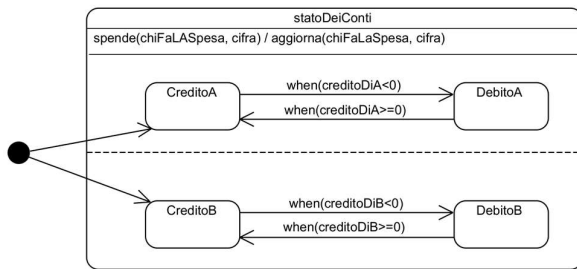 statoDeiConti
spende(chiFaLASpesa, cifra) / aggiorna(chiFaLaSpesa, cifra)
CreditoA
when(creditoDiA<0)
DebitoA
when(creditoDiA>=0)
CreditoB
when(creditoDiB<0)
DebitoB
when(creditoDiB>=0)